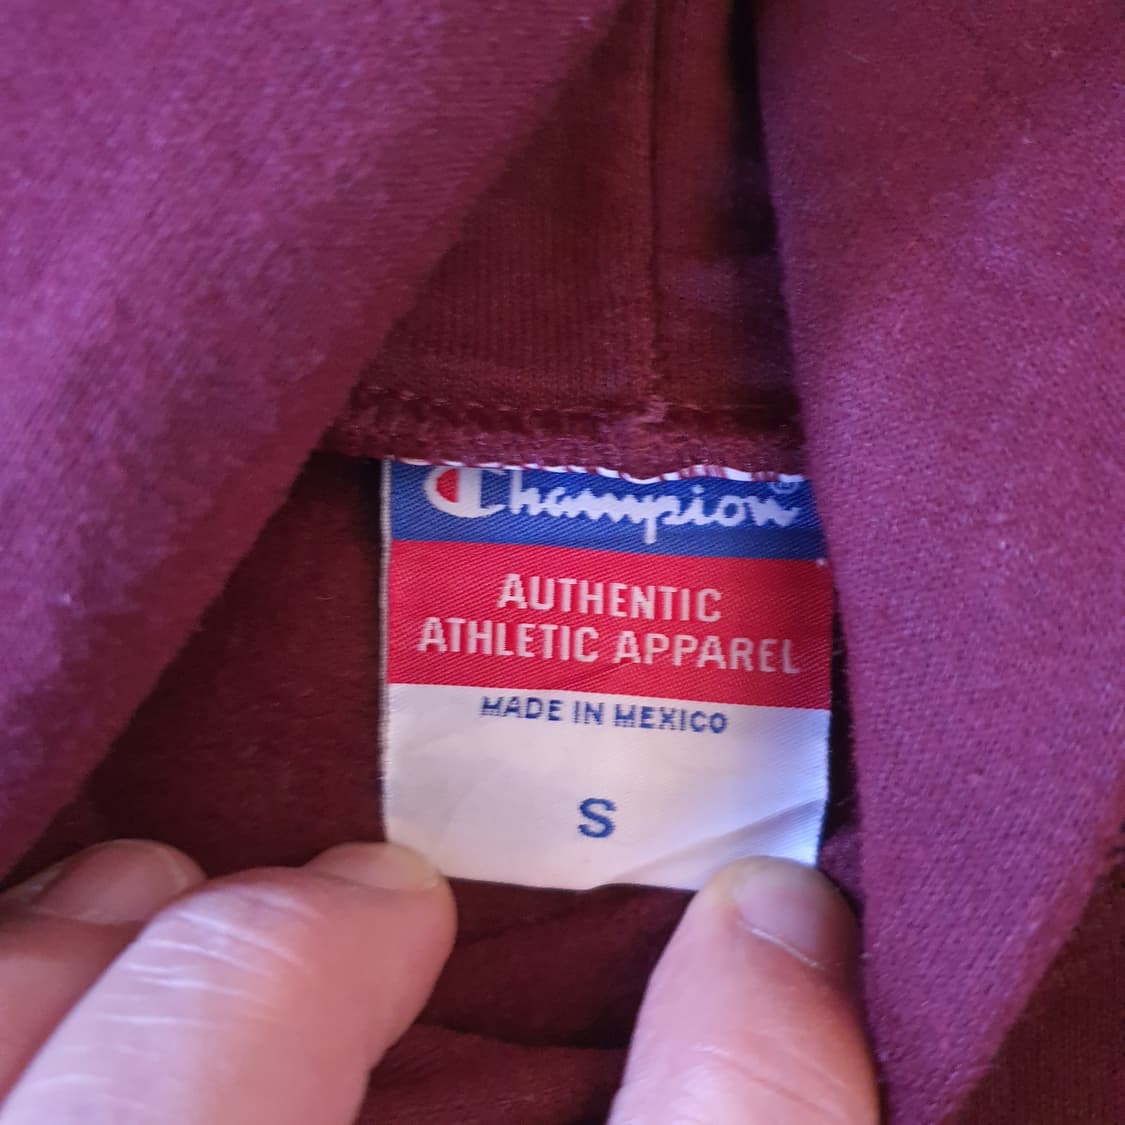 Champion®
AUTHENTIC
ATHLETIC APPAREL
MADE IN MEXICO
S